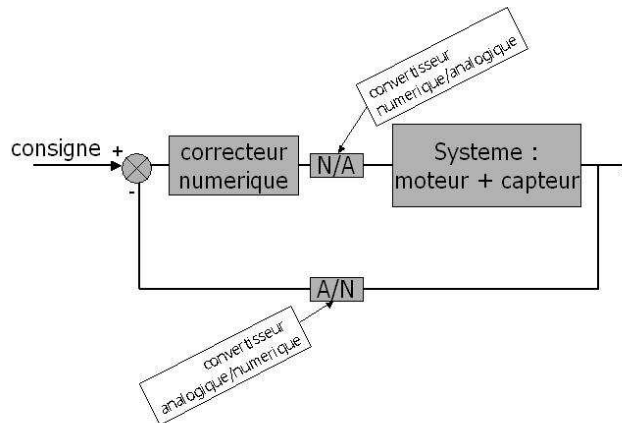 convertisseur
numerique/analogique
consigne
+
-
correcteur
numerique
N/A
Systeme :
moteur + capteur
A/N
convertisseur
analogique/numerique